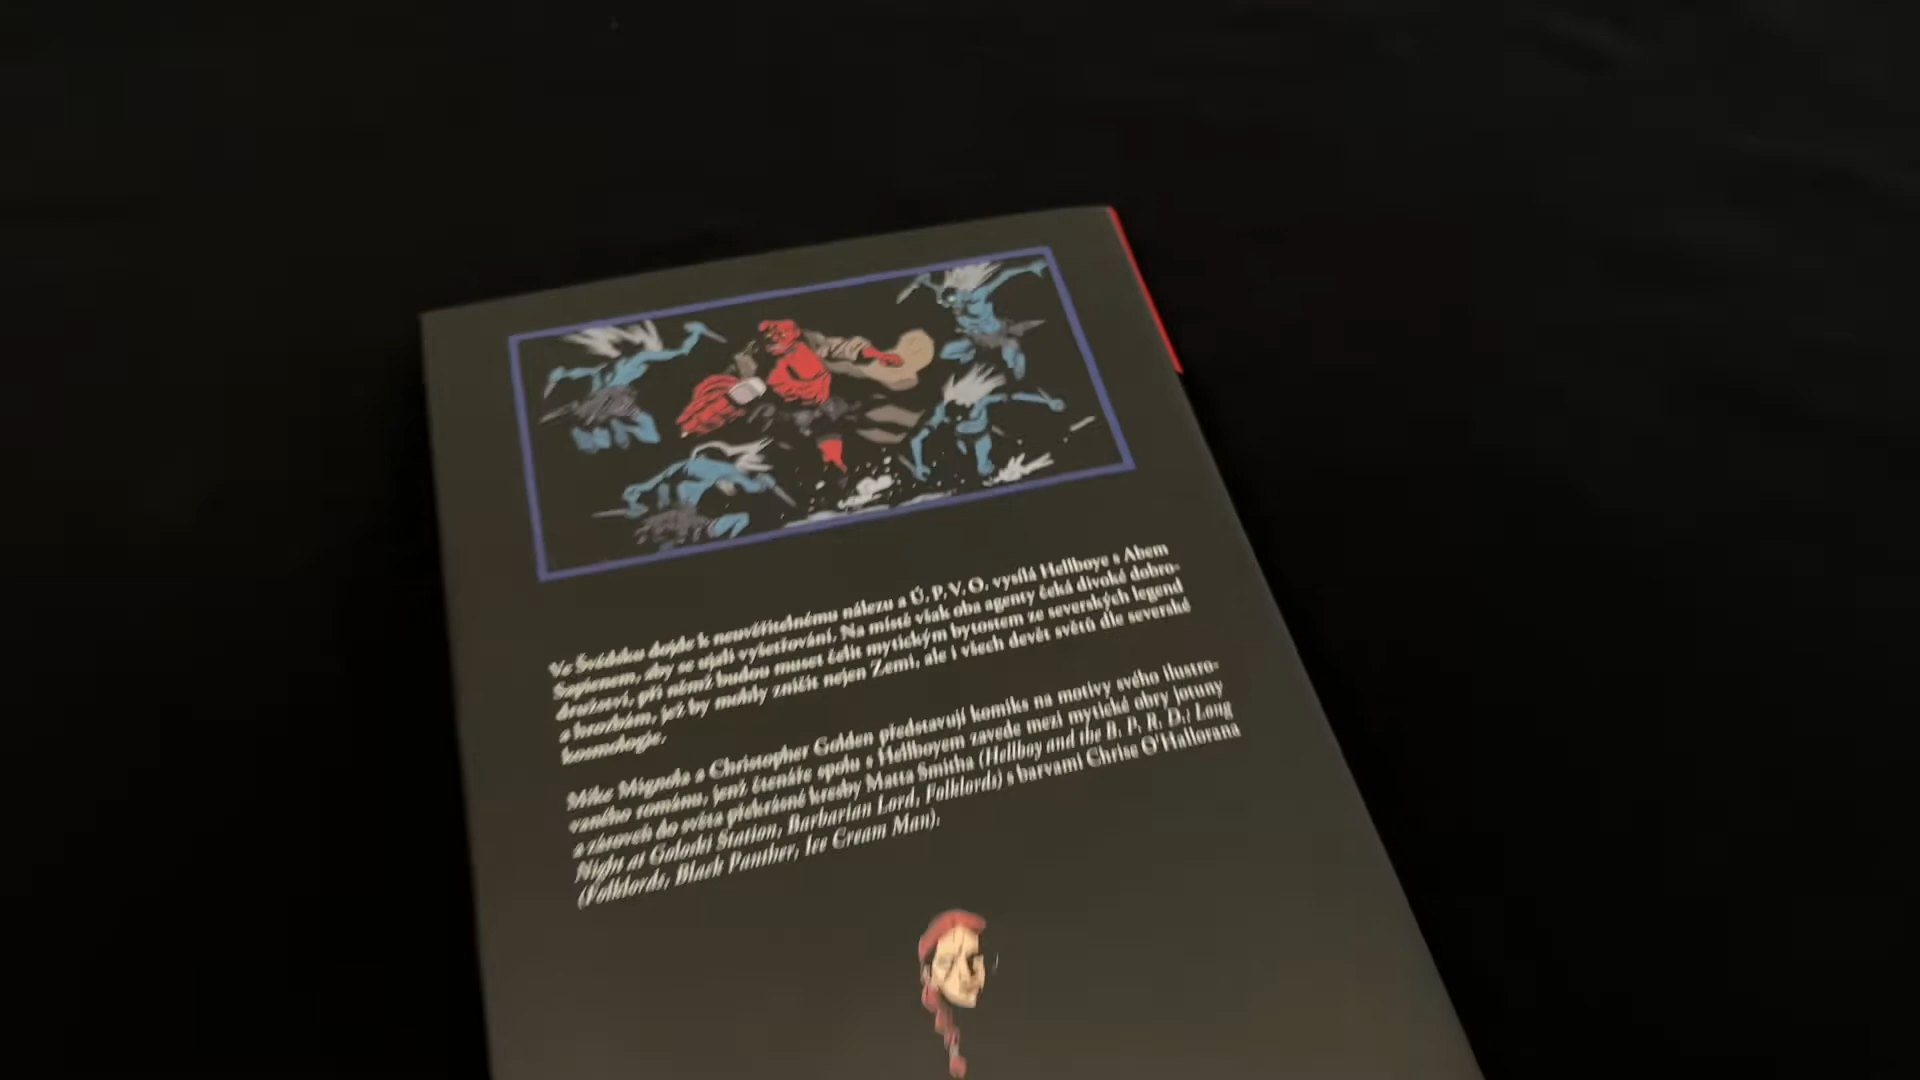 Ve Švédsku dojde k neuvěřitelnému nálezu a Ú. P. V. O. vysílá Hellboye s Abem
Sapienem, aby se ujali vyšetřování. Na místě však oba agenty čeká divoké dobro-
družství, při němž budou muset čelit mytickým bytostem ze severských legend
a hrozbám, jež by mohly zničit nejen Zemi, ale i všech devět světů dle severské
kosmologie.
Mike Mignola a Christopher Golden představují komiks na motivy svého ilustro-
vaného románu, jenž čtenáře spolu s Hellboyem zavede mezi mytické obry jotuny
a zároveň do světa překrásné kresby Matta Smitha (Hellboy and the B. P. R. D.: Long
Night at Goloski Station, Barbarian Lord, Folklords) s barvami Chrise O'Hallorana
(Folklords, Black Panther, Ice Cream Man).